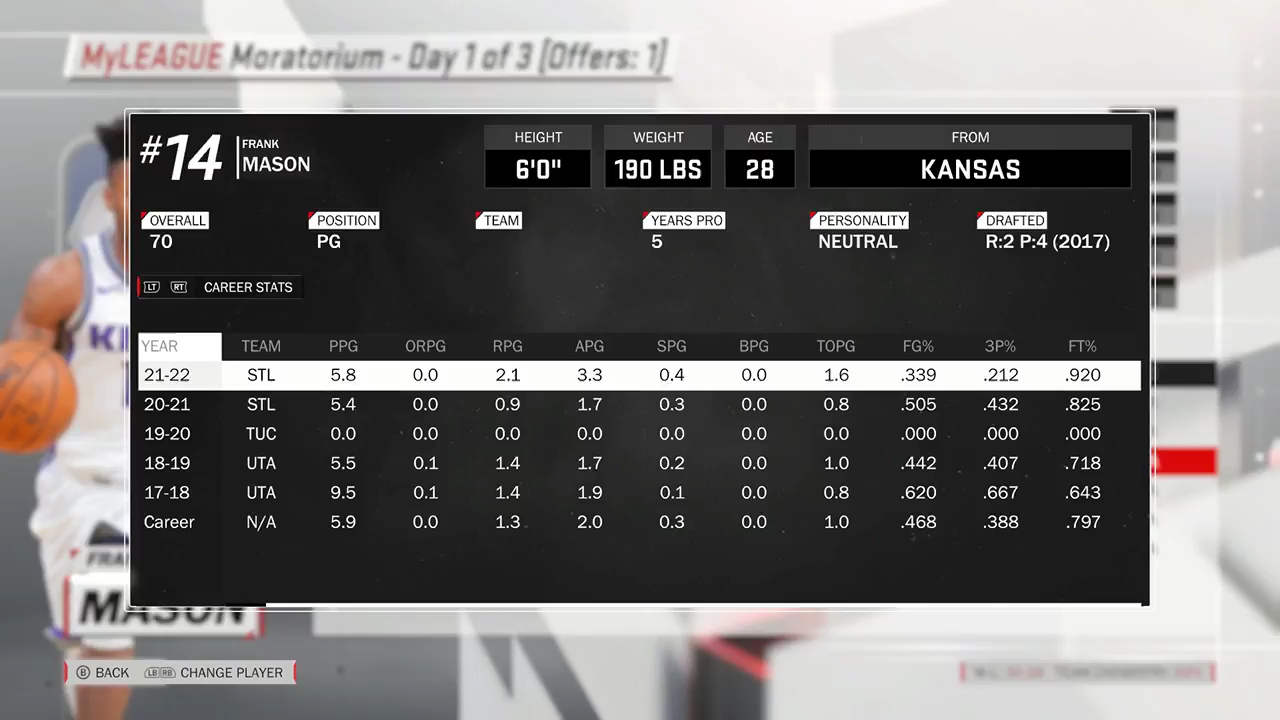 MyLEAGUE Moratorium - Day 1 of 3 [Offers: 1]
#14 FRANK MASON
HEIGHT WEIGHT AGE FROM
6'0" 190 LBS 28 KANSAS
OVERALL POSITION TEAM YEARS PRO PERSONALITY DRAFTED
70 PG 5 NEUTRAL R:2 P:4 (2017)
LT RT CAREER STATS
YEAR TEAM PPG ORPG RPG APG SPG BPG TOPG FG% 3P% FT%
21-22 STL 5.8 0.0 2.1 3.3 0.4 0.0 1.6 .339 .212 .920
20-21 STL 5.4 0.0 0.9 1.7 0.3 0.0 0.8 .505 .432 .825
19-20 TUC 0.0 0.0 0.0 0.0 0.0 0.0 0.0 .000 .000 .000
18-19 UTA 5.5 0.1 1.4 1.7 0.2 0.0 1.0 .442 .407 .718
17-18 UTA 9.5 0.1 1.4 1.9 0.1 0.0 0.8 .620 .667 .643
Career N/A 5.9 0.0 1.3 2.0 0.3 0.0 1.0 .468 .388 .797
MASON
B BACK LB RB CHANGE PLAYER